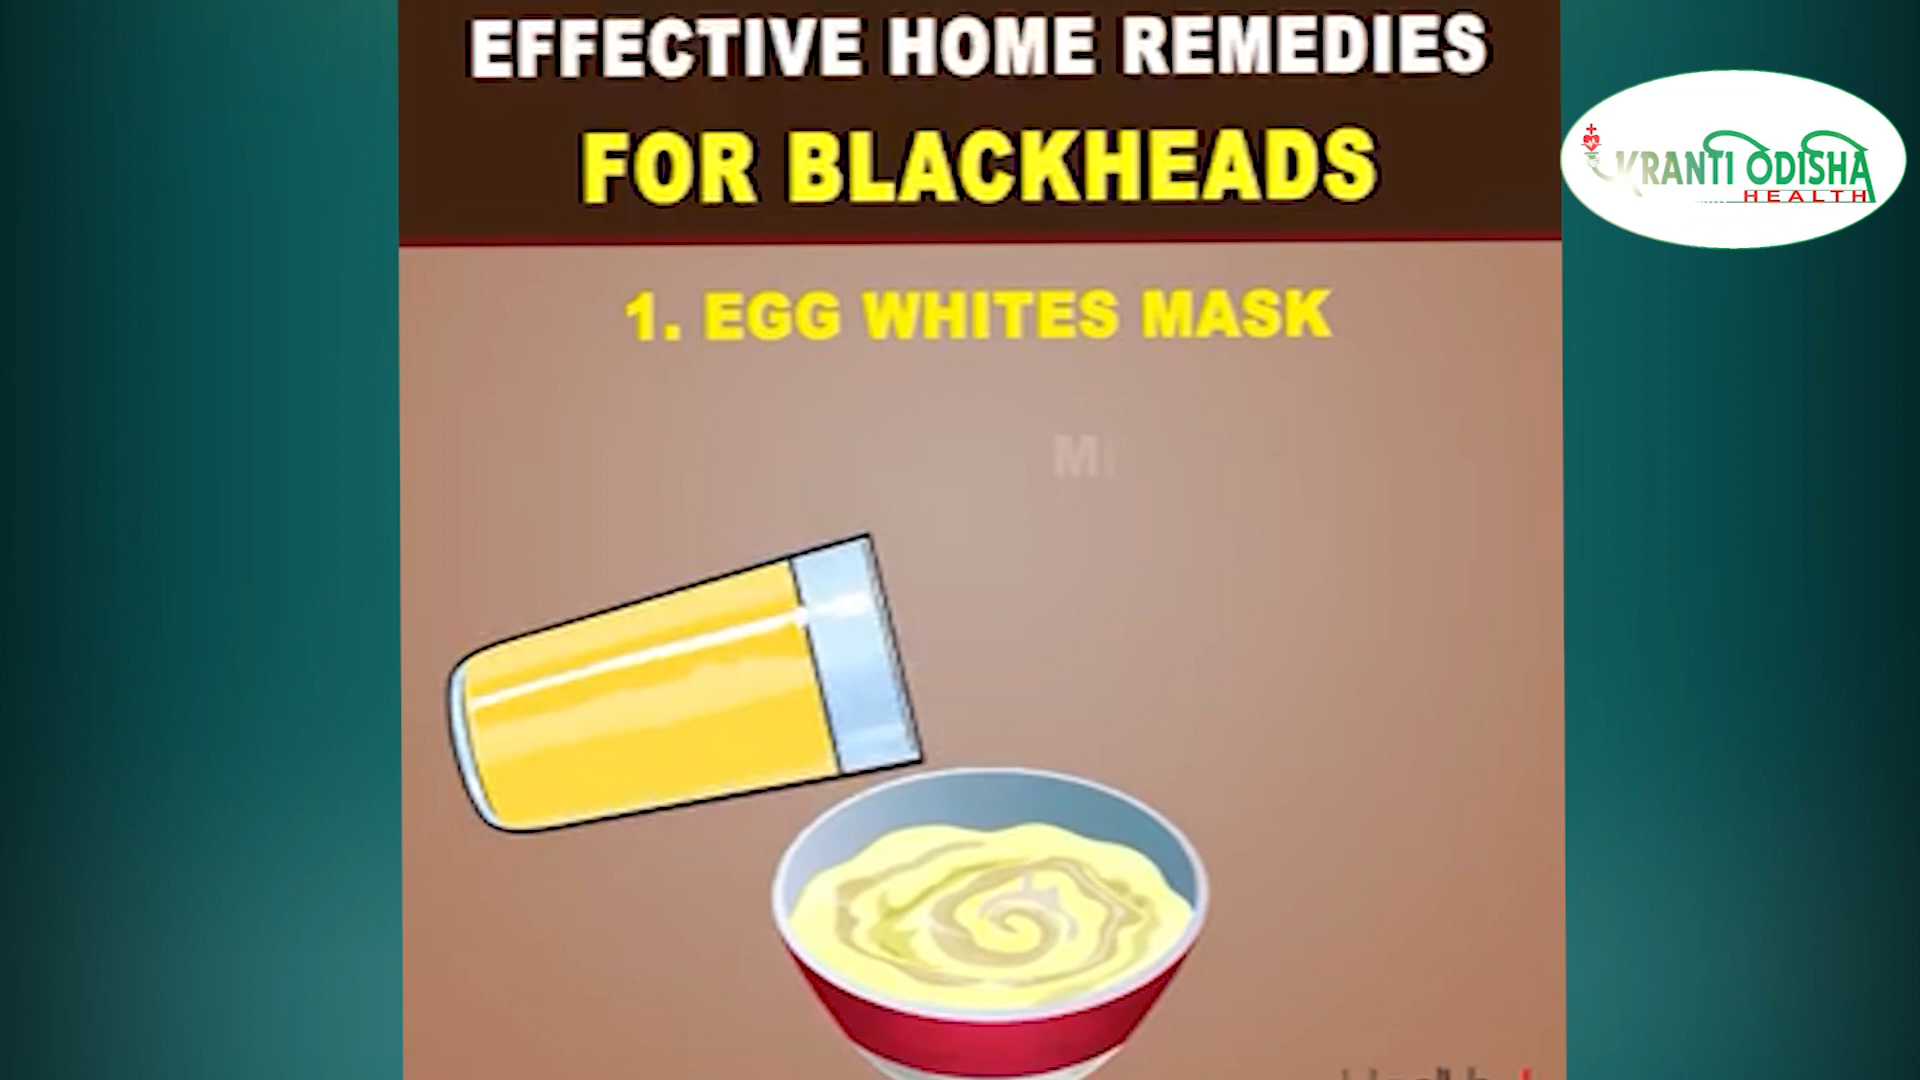 EFFECTIVE HOME REMEDIES
FOR BLACKHEADS
KRANTI ODISHA
HEALTH
1. EGG WHITES MASK